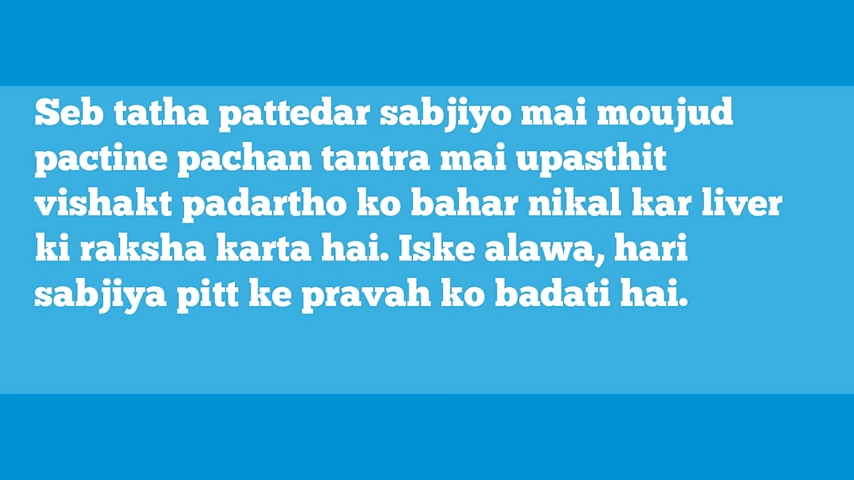 Seb tatha pattedar sabjiyo mai moujud
pactine pachan tantra mai upasthit
vishakt padartho ko bahar nikal kar liver
ki raksha karta hai. Iske alawa, hari
sabjiya pitt ke pravah ko badati hai.